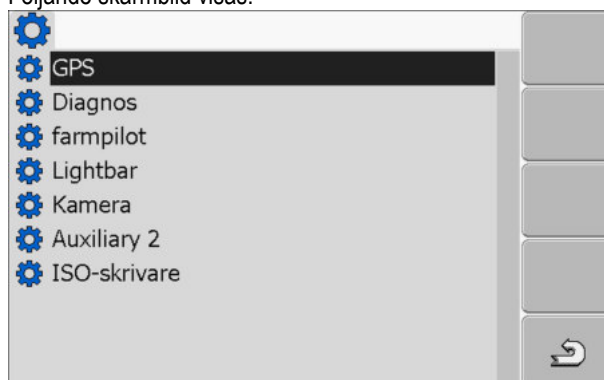 Följande skärmbild visas:
GPS
Diagnos
farmpilot
Lightbar
Kamera
Auxiliary 2
ISO-skrivare